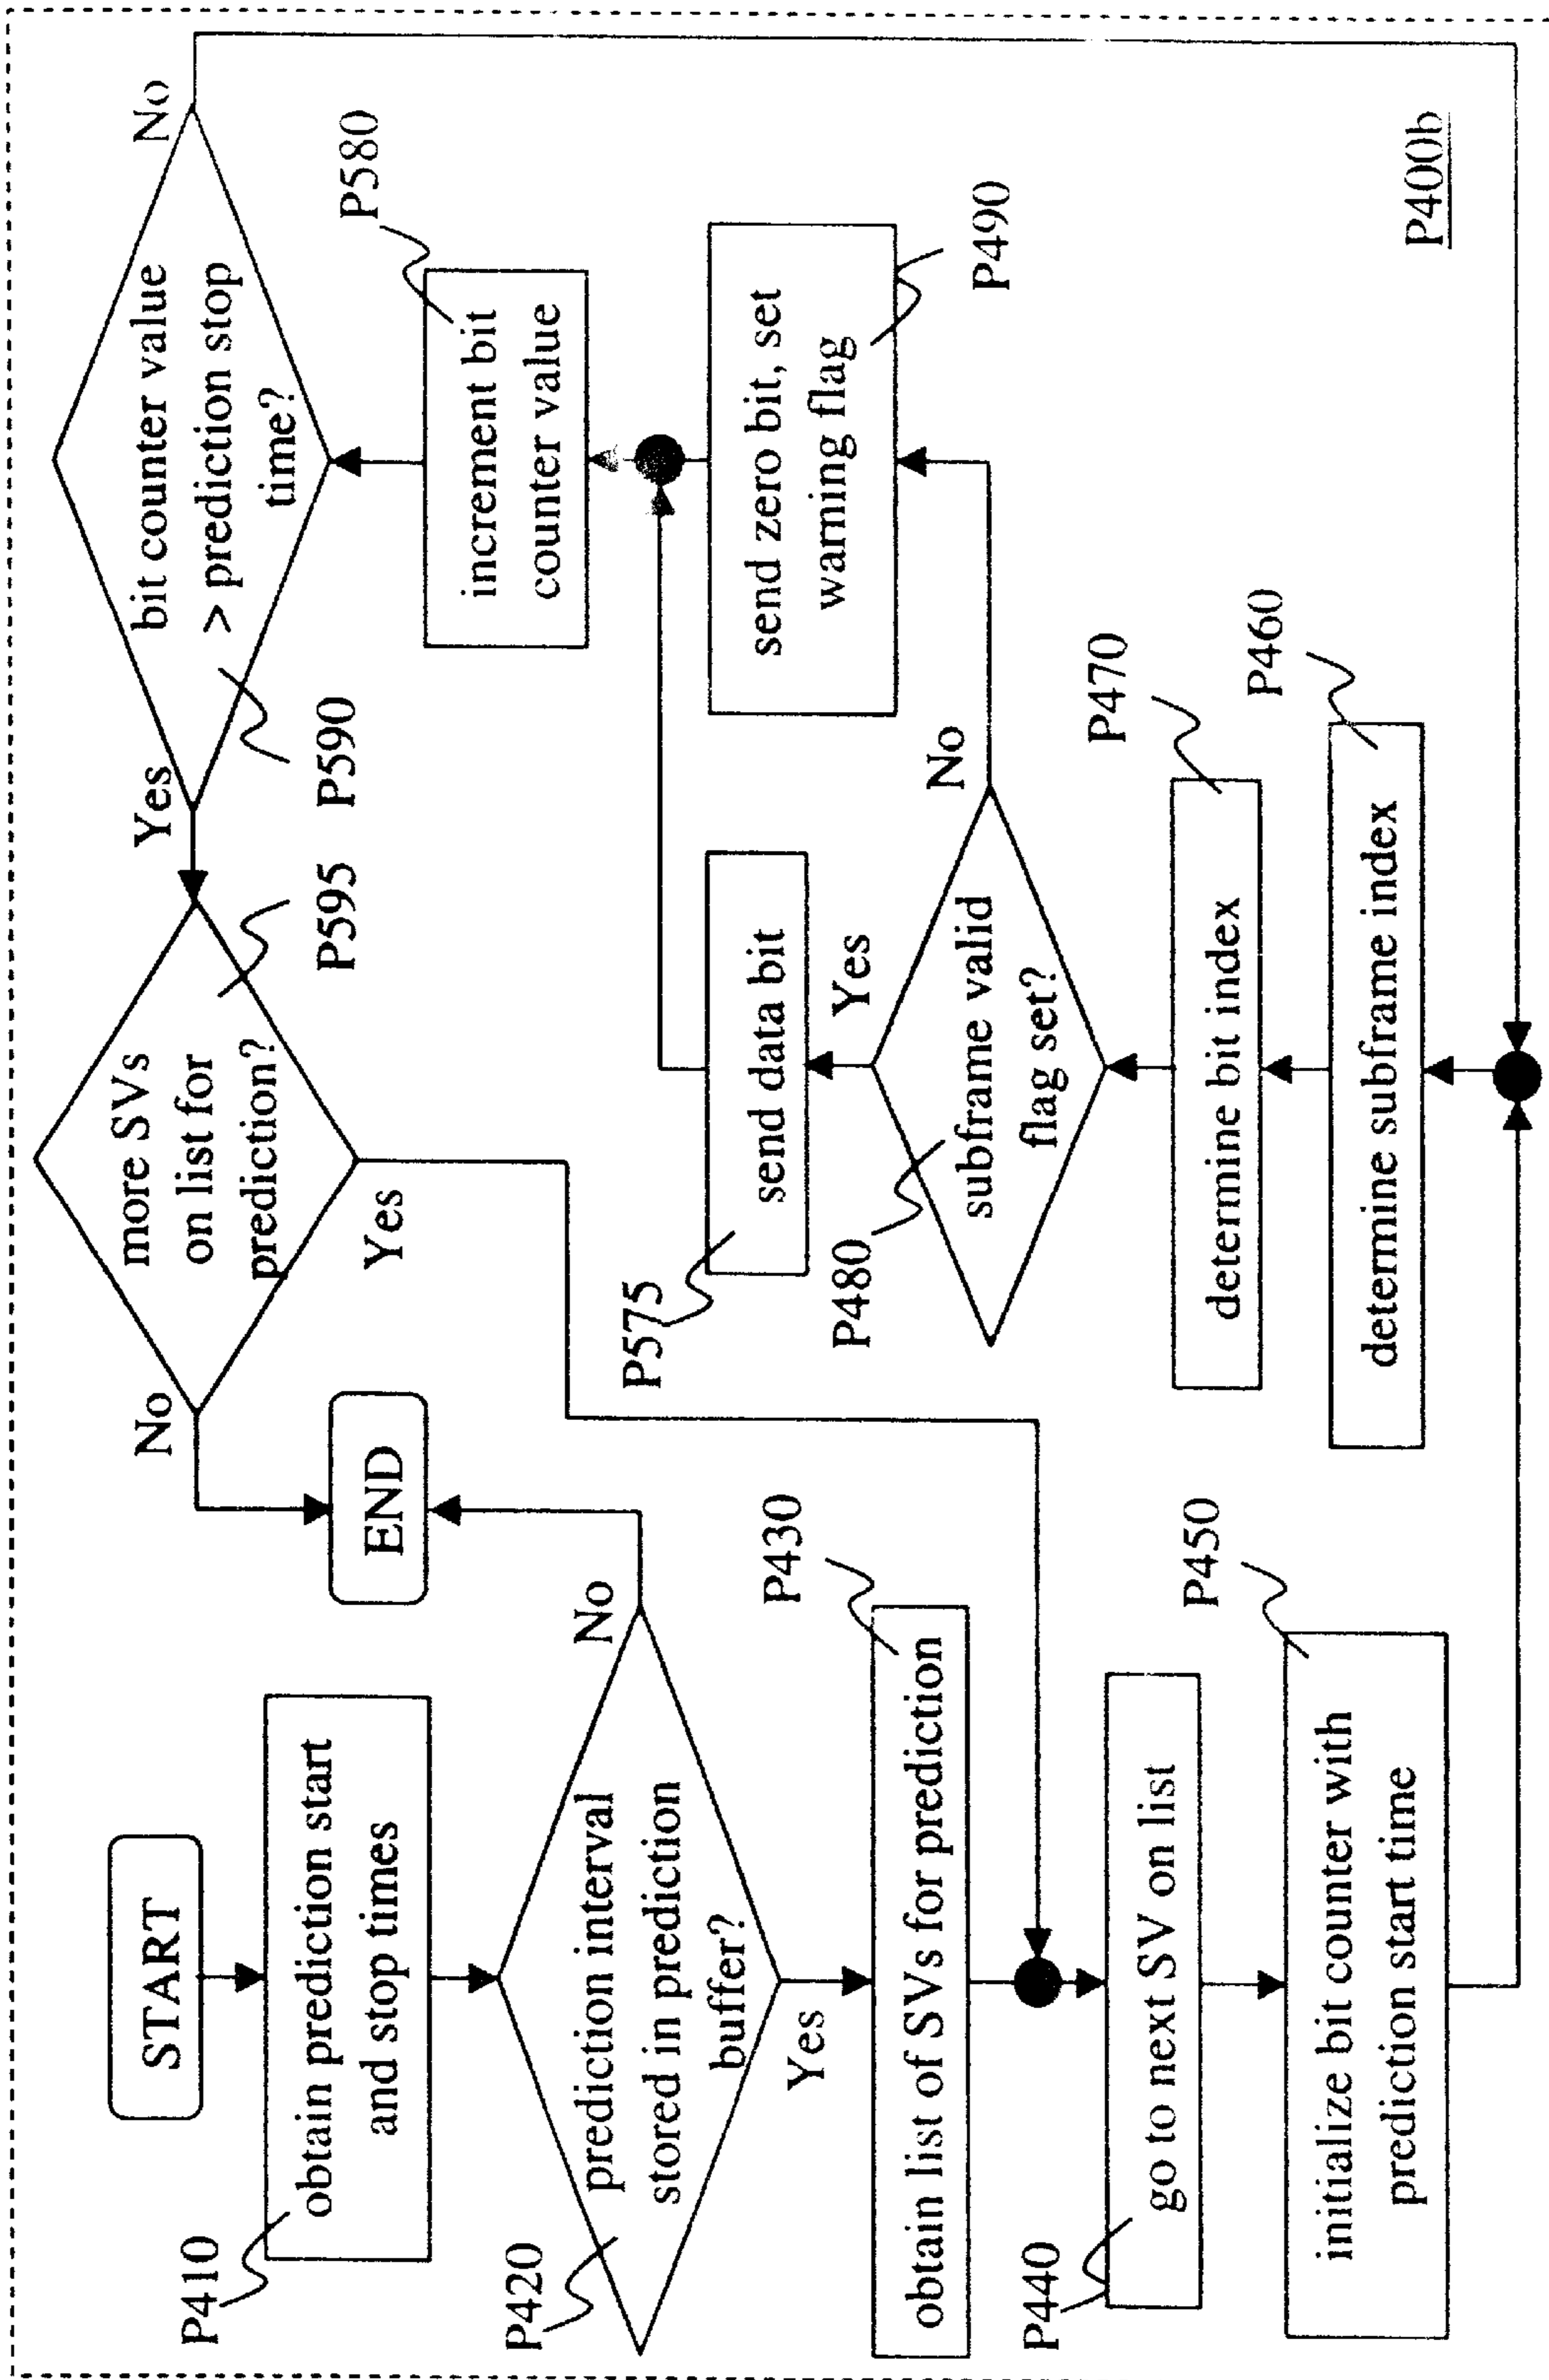 START
P410
obtain prediction start
and stop times
P420
prediction interval
stored in prediction
buffer?
No
Yes
END
P430
obtain list of SVs for prediction
P440
go to next SV on list
P450
initialize bit counter with
prediction start time
P460
determine subframe index
P470
determine bit index
P480
subframe valid
flag set?
Yes
No
P575
send data bit
P490
send zero bit, set
warning flag
P580
increment bit
counter value
P590
bit counter value
> prediction stop
time?
No
Yes
P595
more SVs
on list for
prediction?
No
Yes
P400b